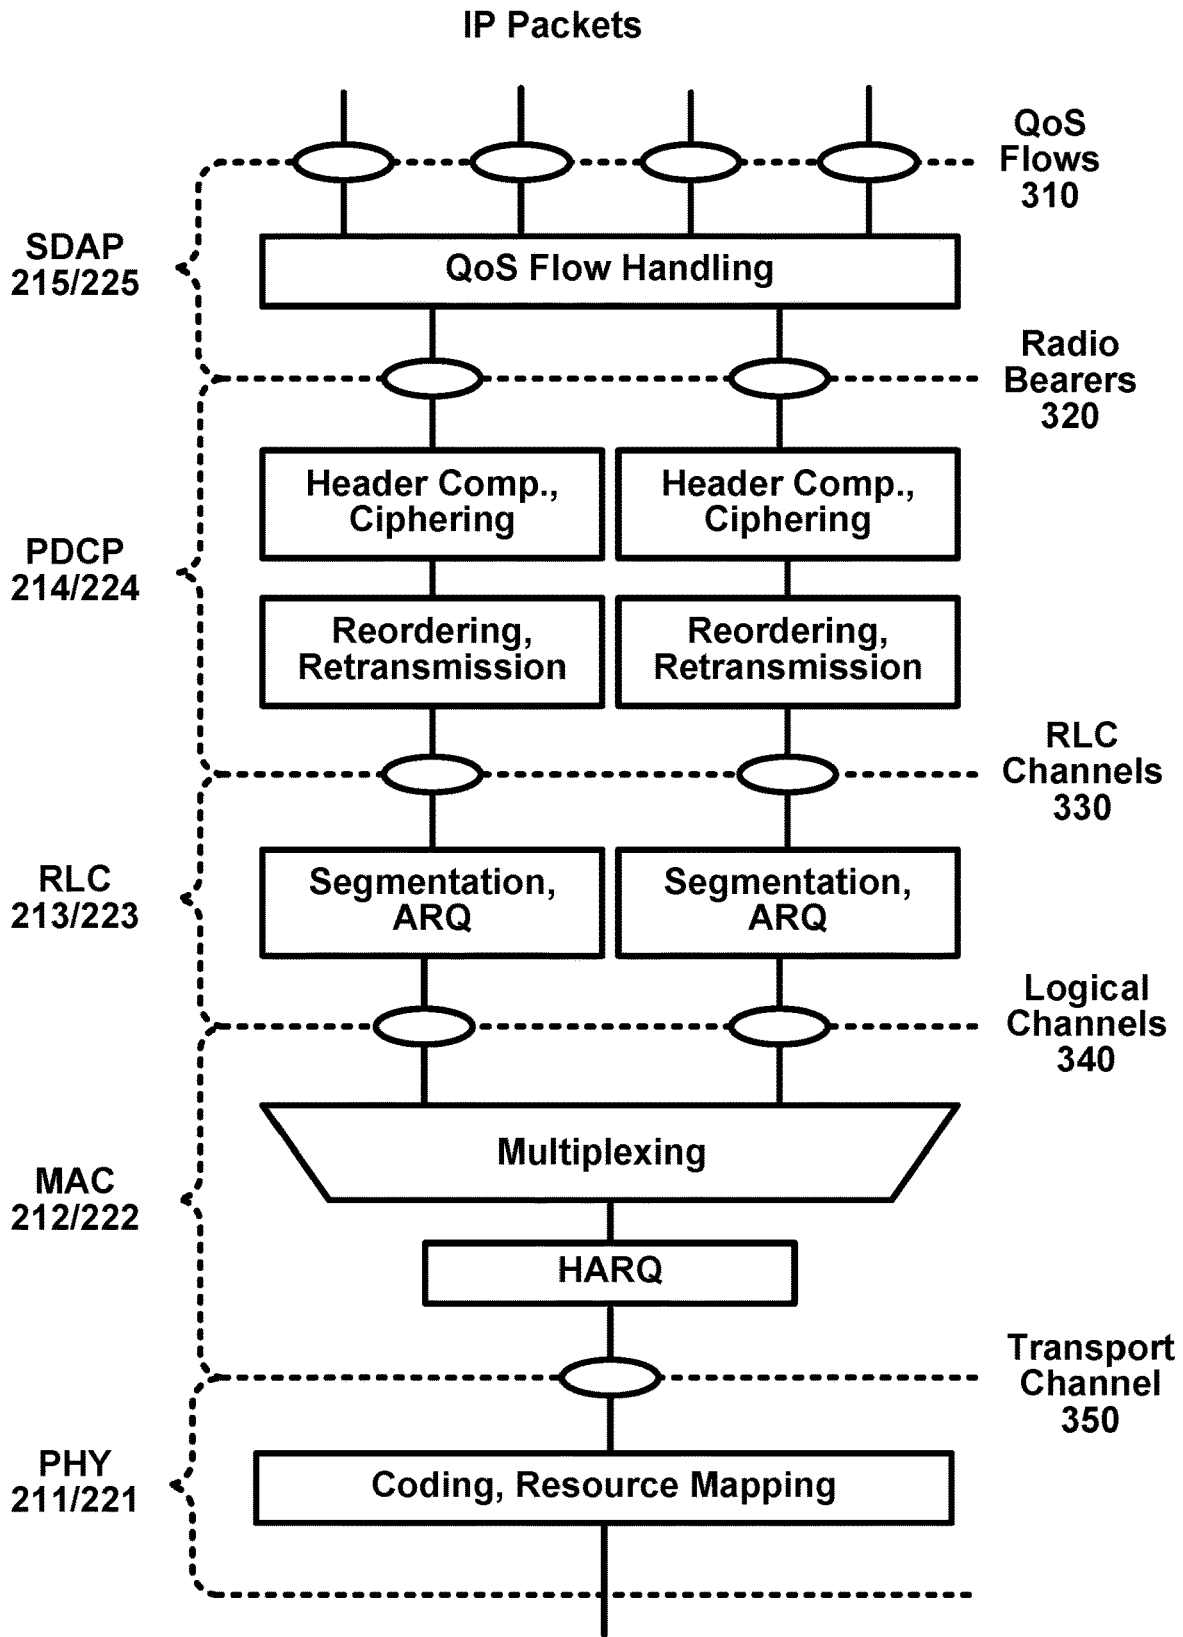 IP Packets
QoS
Flows
310
SDAP
215/225
QoS Flow Handling
Radio
Bearers
320
Header Comp.,
Ciphering
Header Comp.,
Ciphering
PDCP
214/224
Reordering,
Retransmission
Reordering,
Retransmission
RLC
Channels
330
RLC
213/223
Segmentation,
ARQ
Segmentation,
ARQ
Logical
Channels
340
Multiplexing
MAC
212/222
HARQ
Transport
Channel
350
PHY
211/221
Coding, Resource Mapping